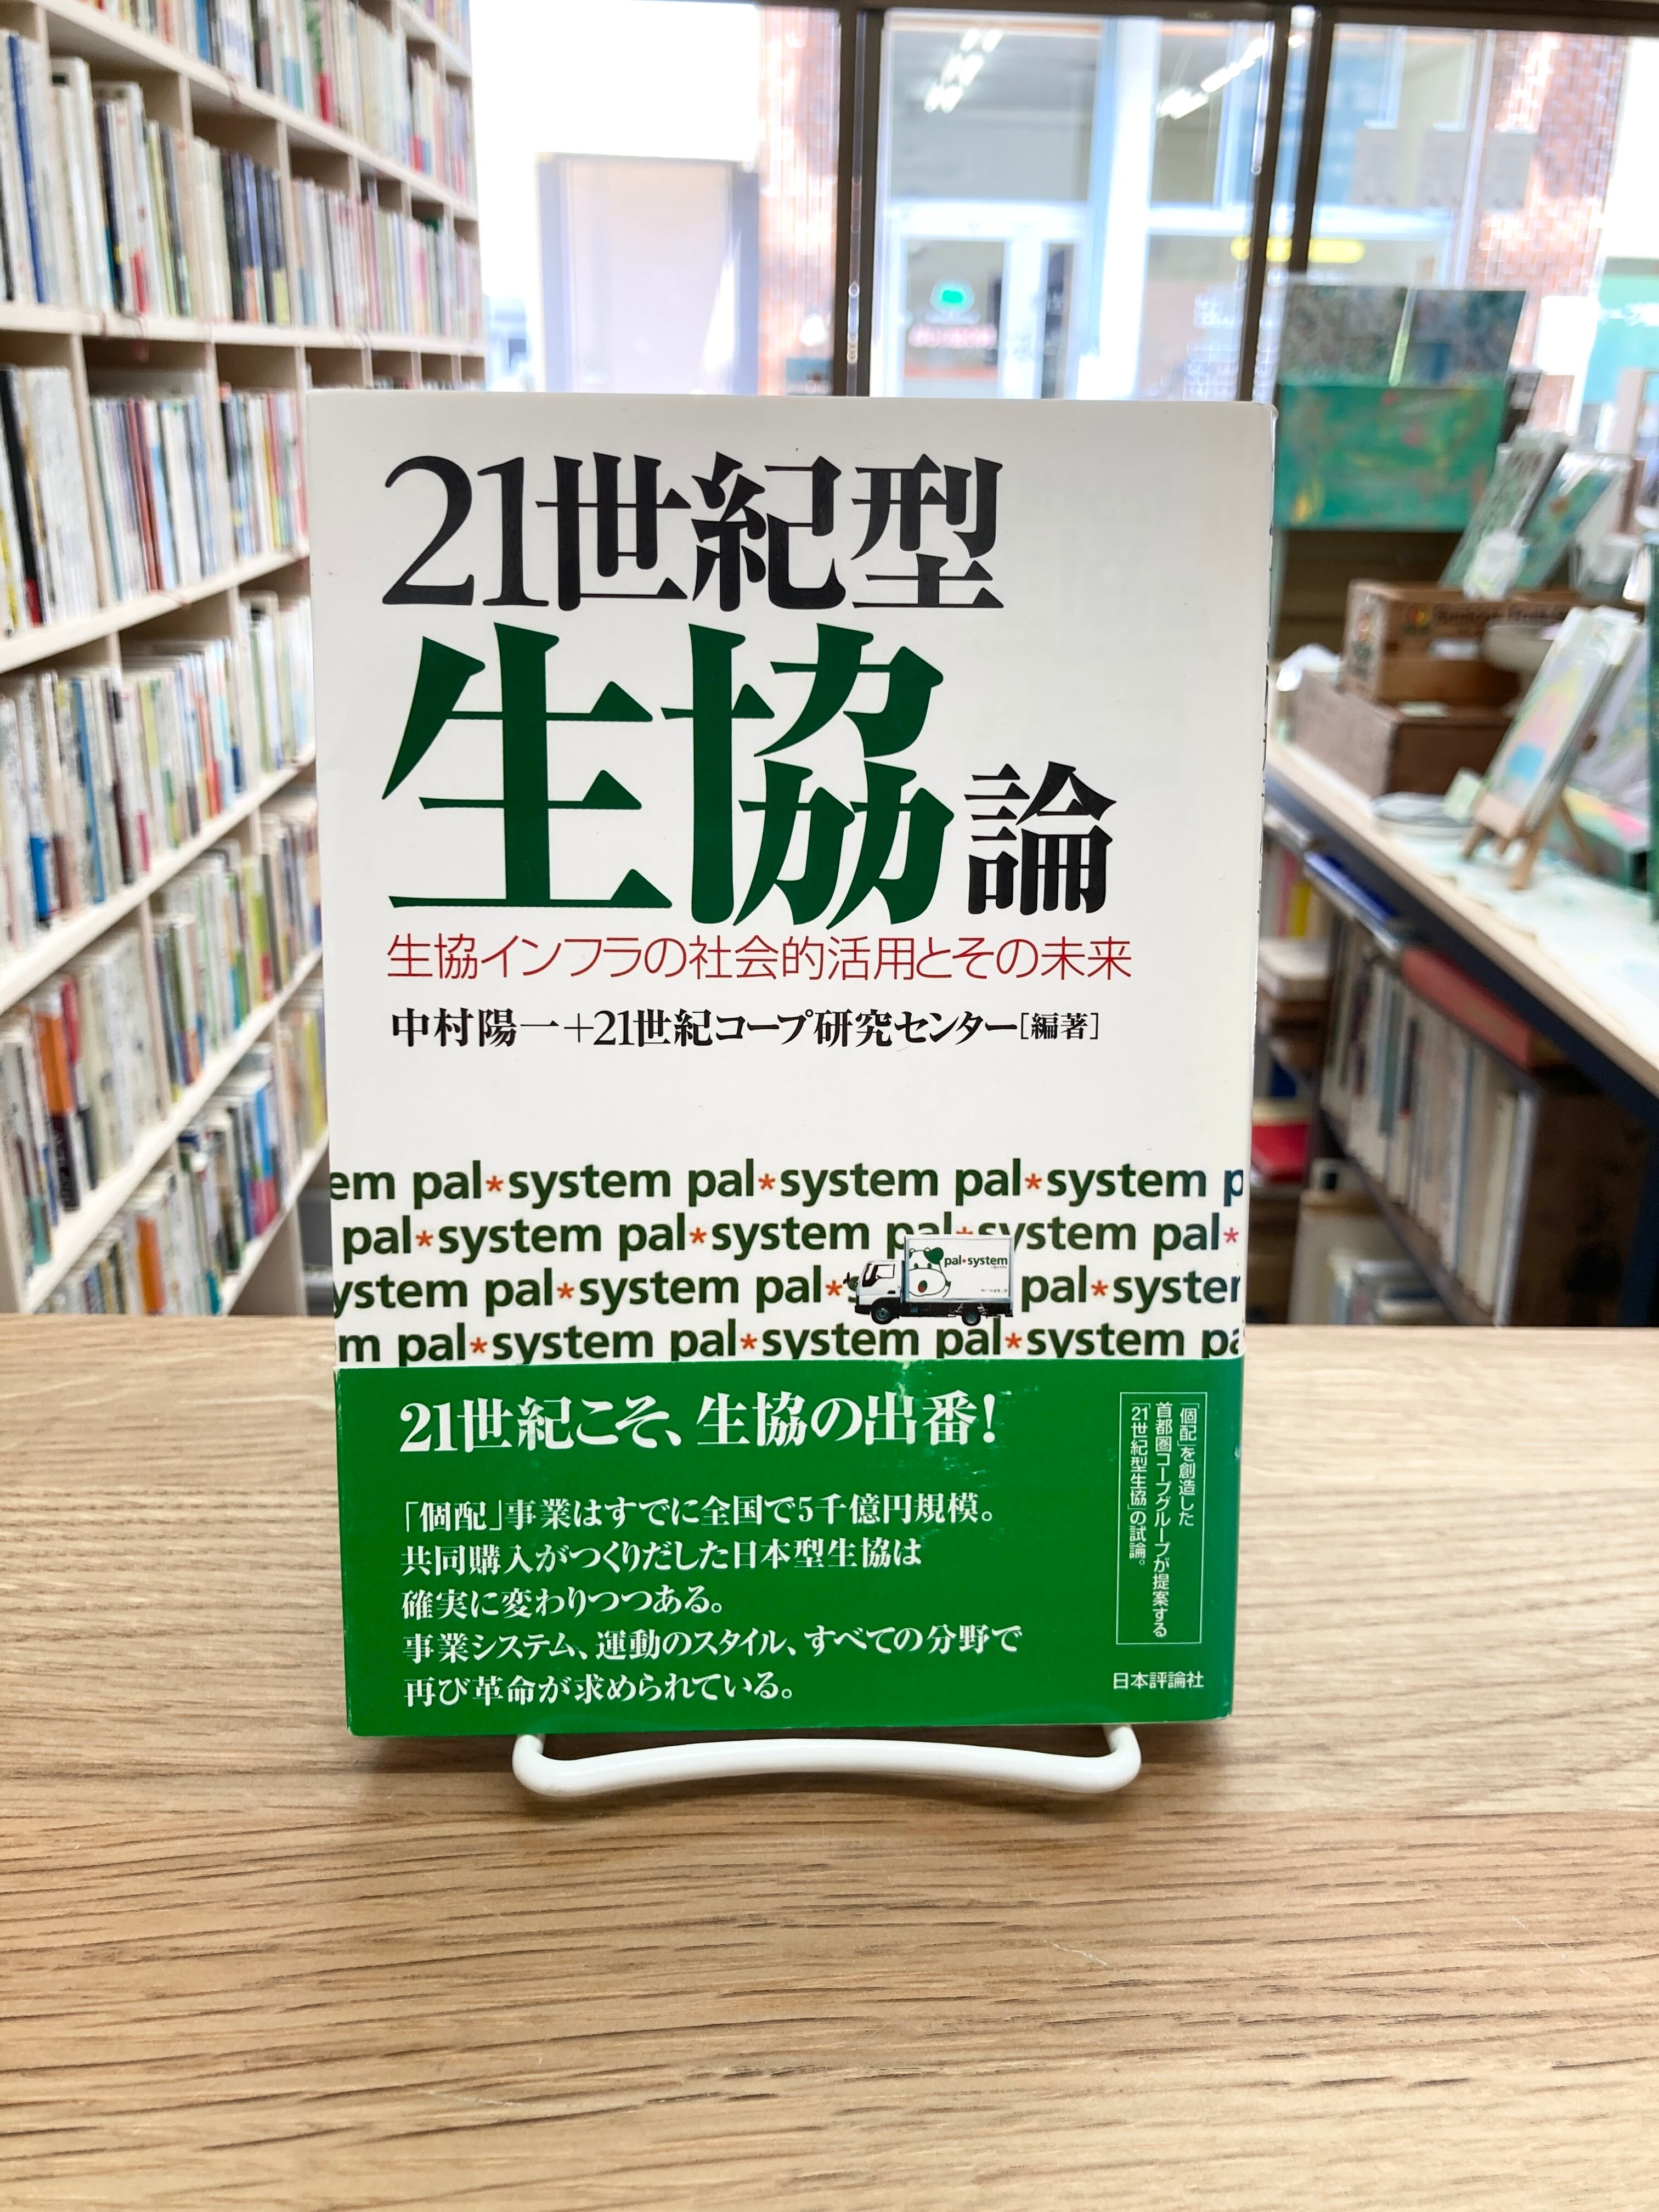 21世紀型
生協論
生協インフラの社会的活用とその未来
中村陽一+21世紀コープ研究センター[編著]
em pal*system pal*system pal*system p
pal*system pal*system pal*system pal*
ystem pal*system pal*s pal*syster
pal*system
m pal*system pal*system pal*system pa
21世紀こそ、生協の出番!
「個配」事業はすでに全国で5千億円規模。
共同購入がつくりだした日本型生協は
確実に変わりつつある。
事業システム、運動のスタイル、すべての分野で
再び革命が求められている。
「個配」を創造した
首都圏コープグループが提案する
「21世紀型生協」の試論。
日本評論社